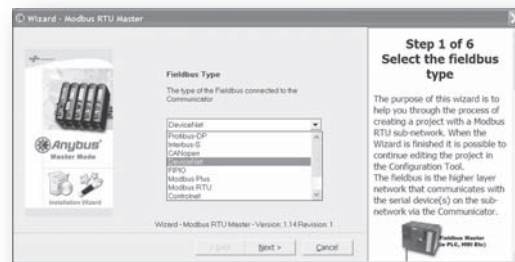 Wizard - Modbus RTU Master
Anybus®
Master Mode
Installation Wizard
Fieldbus Type
The type of the Fieldbus connected to the
Communicator
DeviceNet
Profibus-DP
Interbus-S
CANopen
DeviceNet
FIPIO
Modbus Plus
Modbus RTU
Controlnet
Wizard - Modbus RTU Master - Version: 1.14 Revision: 1
< Back
Next >
Cancel
Step 1 of 6
Select the fieldbus
type
The purpose of this wizard is to
help you through the process of
creating a project with a Modbus
RTU sub-network. When the
Wizard is finished it is possible to
continue editing the project in
the Configuration Tool.
The fieldbus is the higher layer
network that communicates with
the serial device(s) on the sub-
network via the Communicator.
Fieldbus Master
(ie PLC, HMI Etc)